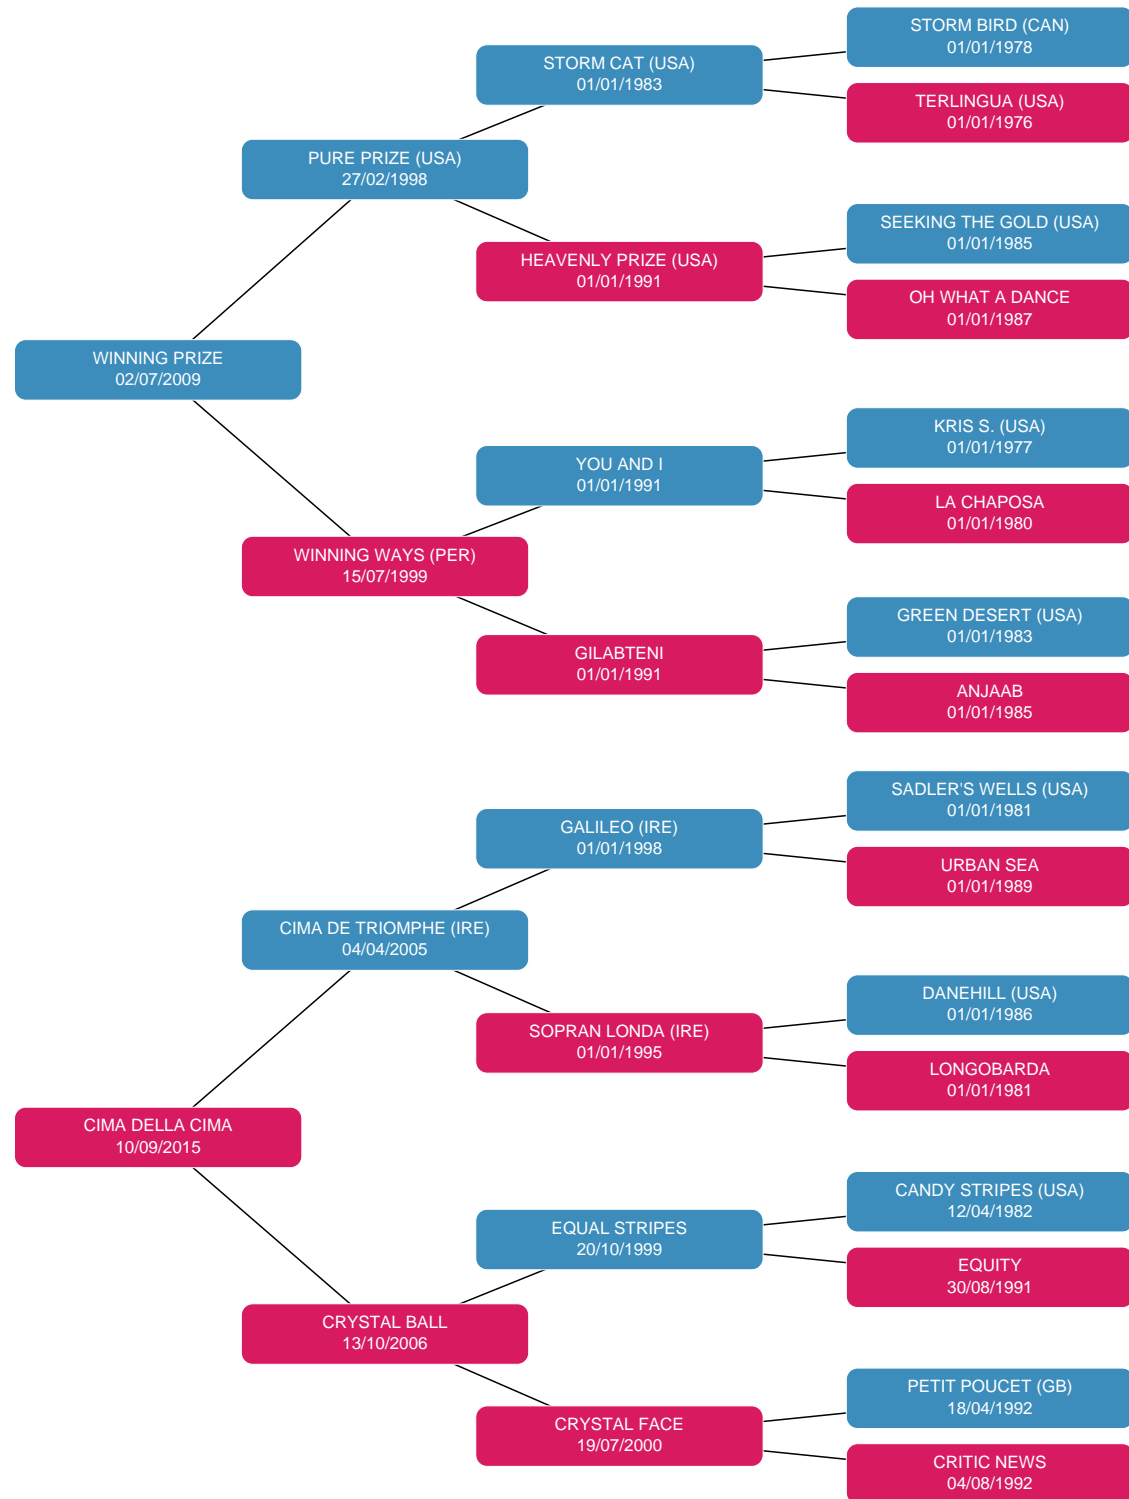 STORM BIRD (CAN)
01/01/1978
STORM CAT (USA)
01/01/1983
TERLINGUA (USA)
01/01/1976
PURE PRIZE (USA)
27/02/1998
SEEKING THE GOLD (USA)
01/01/1985
HEAVENLY PRIZE (USA)
01/01/1991
OH WHAT A DANCE
01/01/1987
WINNING PRIZE
02/07/2009
KRIS S. (USA)
01/01/1977
YOU AND I
01/01/1991
LA CHAPOSA
01/01/1980
WINNING WAYS (PER)
15/07/1999
GREEN DESERT (USA)
01/01/1983
GILABTENI
01/01/1991
ANJAAB
01/01/1985
SADLER'S WELLS (USA)
01/01/1981
GALILEO (IRE)
01/01/1998
URBAN SEA
01/01/1989
CIMA DE TRIOMPHE (IRE)
04/04/2005
DANEHILL (USA)
01/01/1986
SOPRAN LONDA (IRE)
01/01/1995
LONGOBARDA
01/01/1981
CIMA DELLA CIMA
10/09/2015
CANDY STRIPES (USA)
12/04/1982
EQUAL STRIPES
20/10/1999
EQUITY
30/08/1991
CRYSTAL BALL
13/10/2006
PETIT POUCET (GB)
18/04/1992
CRYSTAL FACE
19/07/2000
CRITIC NEWS
04/08/1992